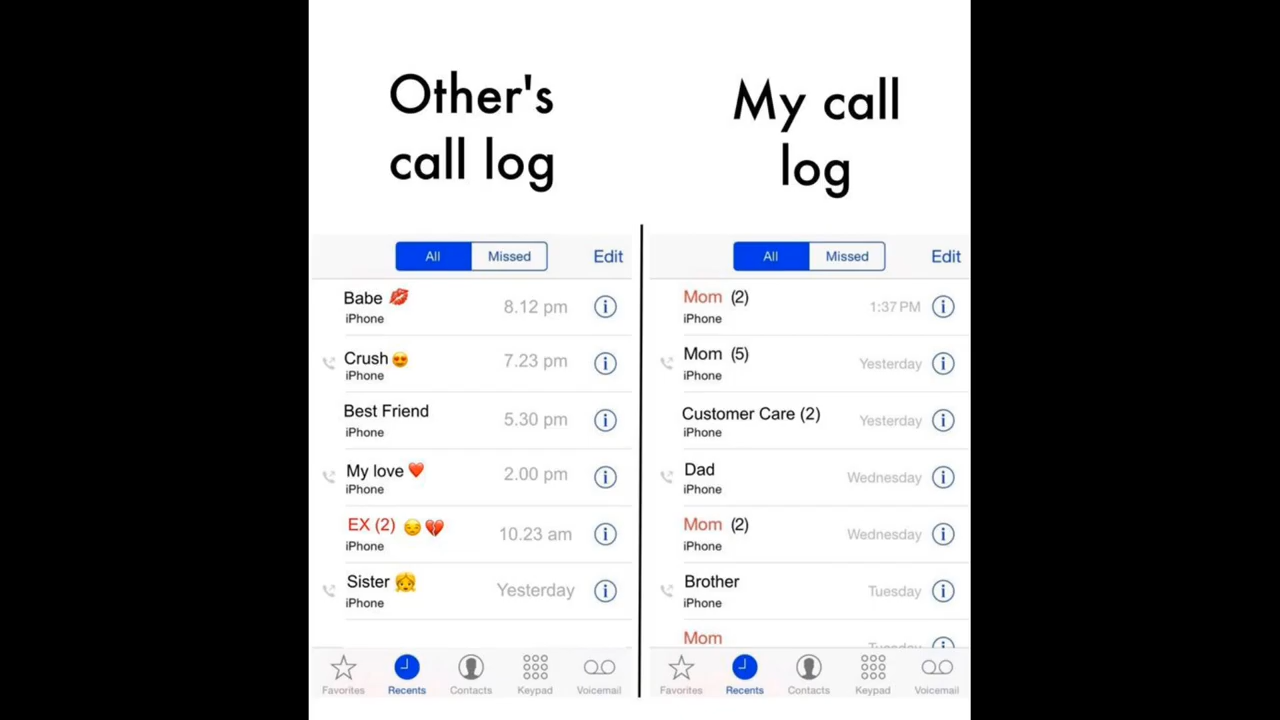 Other's
call log
All Missed Edit
Babe 💋
iPhone
8.12 pm
Crush 😍
iPhone
7.23 pm
Best Friend
iPhone
5.30 pm
My love ❤️
iPhone
2.00 pm
EX (2) 😔 💔
iPhone
10.23 am
Sister 👧
iPhone
Yesterday
Favorites Recents Contacts Keypad Voicemail
My call
log
All Missed Edit
Mom (2)
iPhone
1:37 PM
Mom (5)
iPhone
Yesterday
Customer Care (2)
iPhone
Yesterday
Dad
iPhone
Wednesday
Mom (2)
iPhone
Wednesday
Brother
iPhone
Tuesday
Mom
Tuesday
Favorites Recents Contacts Keypad Voicemail